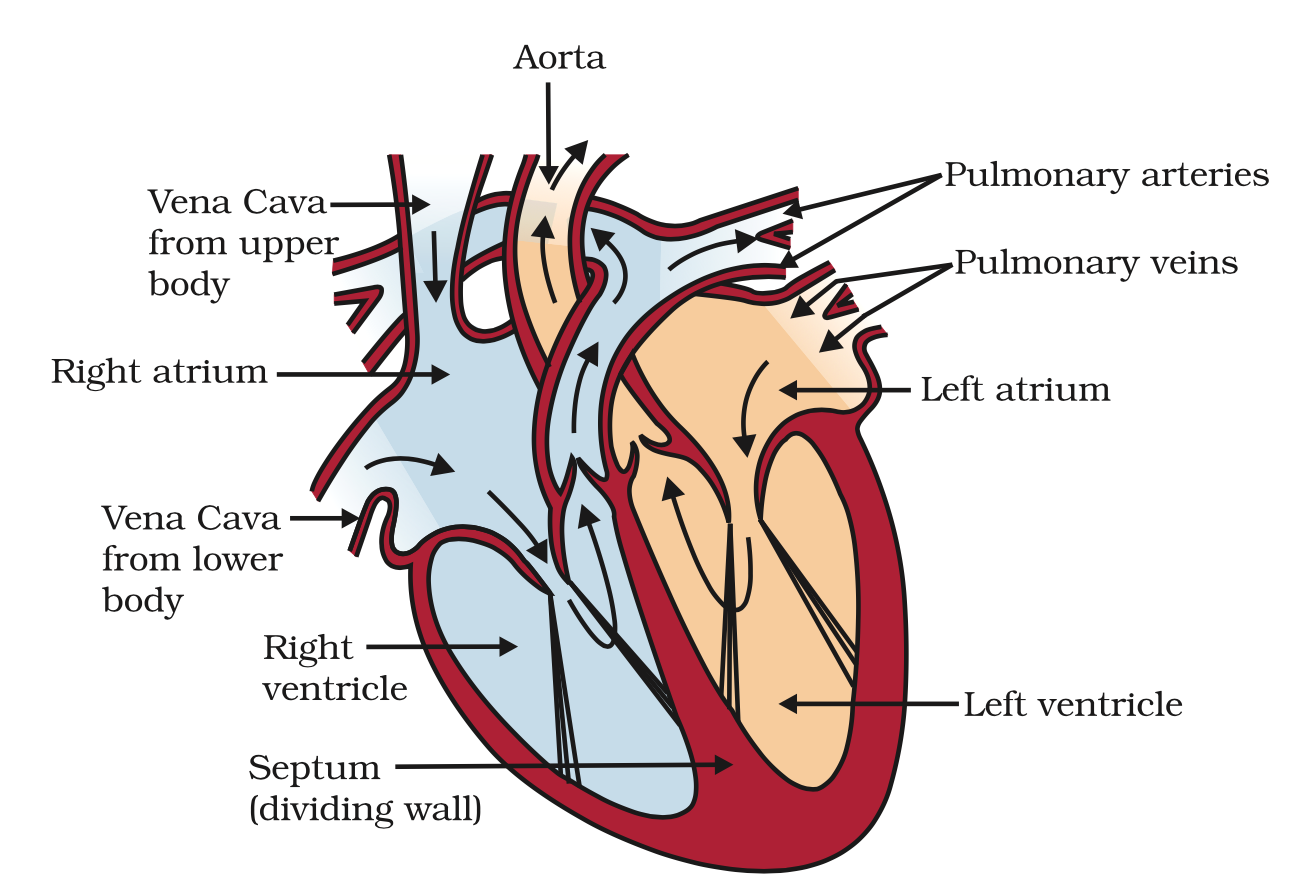 Aorta
Pulmonary arteries
Vena Cava
from upper
body
Pulmonary veins
Right atrium
Left atrium
Vena Cava
from lower
body
Right
ventricle
Left ventricle
Septum
(dividing wall)